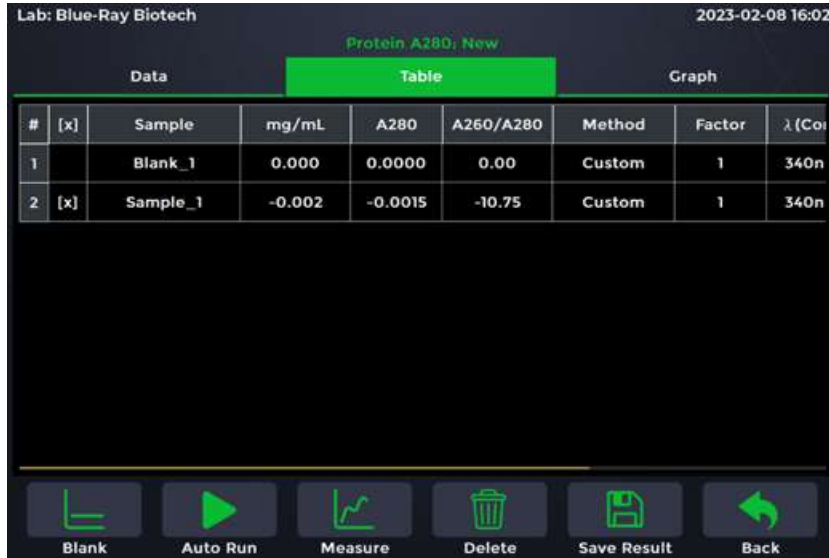 Lab: Blue-Ray Biotech 2023-02-08 16:02
Protein A280: New
Data Table Graph
# [x] Sample mg/mL A280 A260/A280 Method Factor λ(Cor
1 Blank_1 0.000 0.0000 0.00 Custom 1 340n
2 [x] Sample_1 -0.002 -0.0015 -10.75 Custom 1 340n
Blank Auto Run Measure Delete Save Result Back